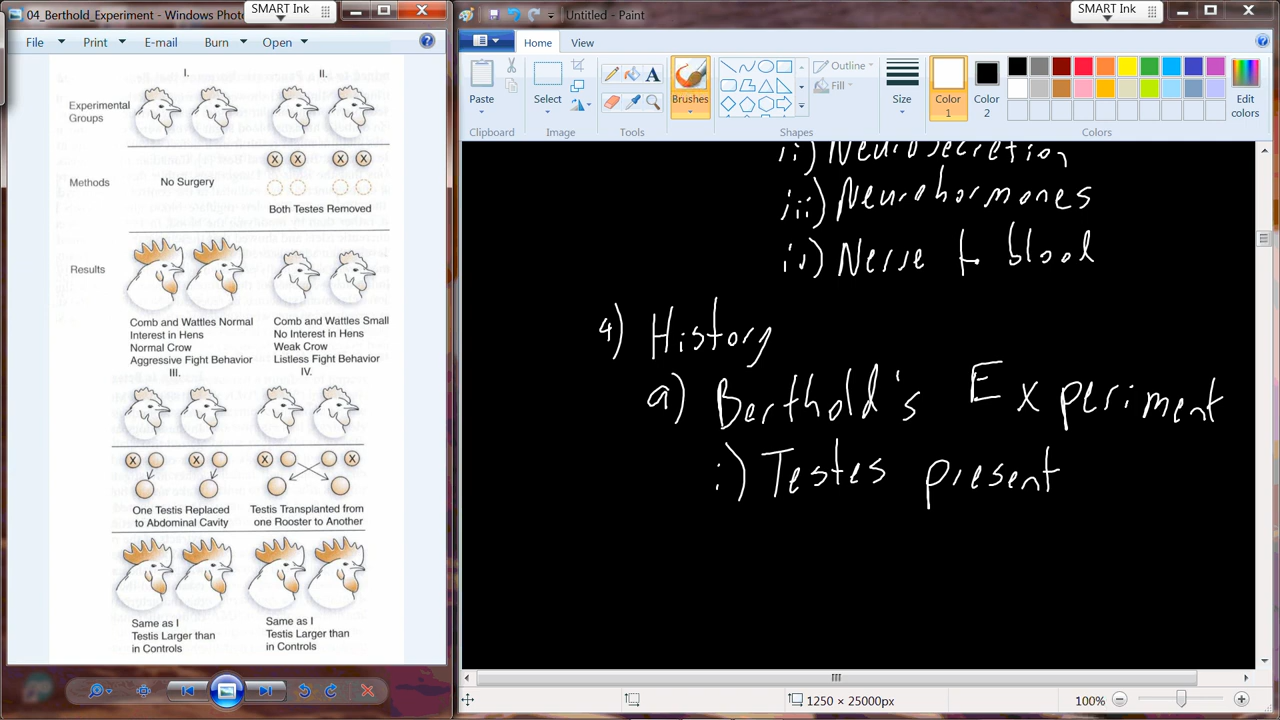 04_Berthold_Experiment - Windows Phot
SMART Ink
File Print E-mail Burn Open
I. II.
Experimental
Groups
Methods
No Surgery
X X X X
Both Testes Removed
Results
Comb and Wattles Normal
Interest in Hens
Normal Crow
Aggressive Fight Behavior
Comb and Wattles Small
No Interest in Hens
Weak Crow
Listless Fight Behavior
III. IV.
X X X X
One Testis Replaced
to Abdominal Cavity
Testis Transplanted from
one Rooster to Another
Same as I
Testis Larger than
in Controls
Same as I
Testis Larger than
in Controls
Untitled - Paint
SMART Ink
Home View
Paste
Select
Brushes
Outline
Fill
Size
Color
1
Color
2
Edit
colors
Clipboard Image Tools Shapes Colors
ii) Neurosecretion
iii) Neurohormones
iv) Nerve to blood
4) History
a) Berthold's Experiment
i) Testes present
1250 × 25000px
100%